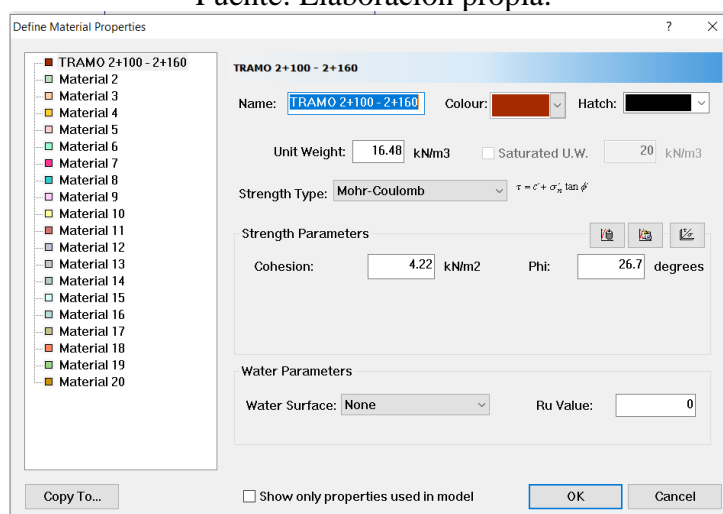 Fuente: Elaboración propia.
Define Material Properties
?
TRAMO 2+100 - 2+160
Material 2
Material 3
Material 4
Material 5
Material 6
Material 7
Material 8
Material 9
Material 10
Material 11
Material 12
Material 13
Material 14
Material 15
Material 16
Material 17
Material 18
Material 19
Material 20
TRAMO 2+100 - 2+160
Name: TRAMO 2+100 - 2+160 Colour: Hatch:
Unit Weight: 16.48 kN/m3 Saturated U.W. 20 kN/m3
Strength Type: Mohr-Coulomb τ = c' + σ'n tan ϕ'
Strength Parameters
Cohesion: 4.22 kN/m2 Phi: 26.7 degrees
Water Parameters
Water Surface: None Ru Value: 0
Copy To... Show only properties used in model OK Cancel